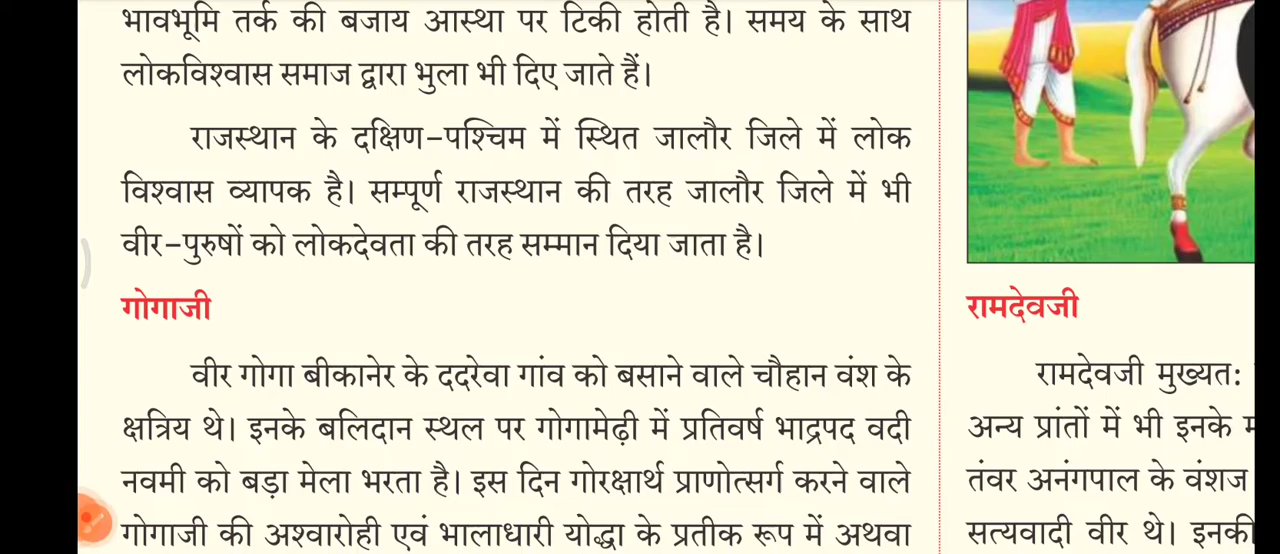 भावभूमि तर्क की बजाय आस्था पर टिकी होती है। समय के साथ
लोकविश्वास समाज द्वारा भुला भी दिए जाते हैं।
राजस्थान के दक्षिण-पश्चिम में स्थित जालौर जिले में लोक
विश्वास व्यापक है। सम्पूर्ण राजस्थान की तरह जालौर जिले में भी
वीर-पुरुषों को लोकदेवता की तरह सम्मान दिया जाता है।
गोगाजी
वीर गोगा बीकानेर के ददरेवा गांव को बसाने वाले चौहान वंश के
क्षत्रिय थे। इनके बलिदान स्थल पर गोगामेढ़ी में प्रतिवर्ष भाद्रपद वदी
नवमी को बड़ा मेला भरता है। इस दिन गोरक्षार्थ प्राणोत्सर्ग करने वाले
गोगाजी की अश्वारोही एवं भालाधारी योद्धा के प्रतीक रूप में अथवा
रामदेवजी
रामदेवजी मुख्यत:
अन्य प्रांतों में भी इनके
तंवर अनंगपाल के वंशज
सत्यवादी वीर थे। इनकी